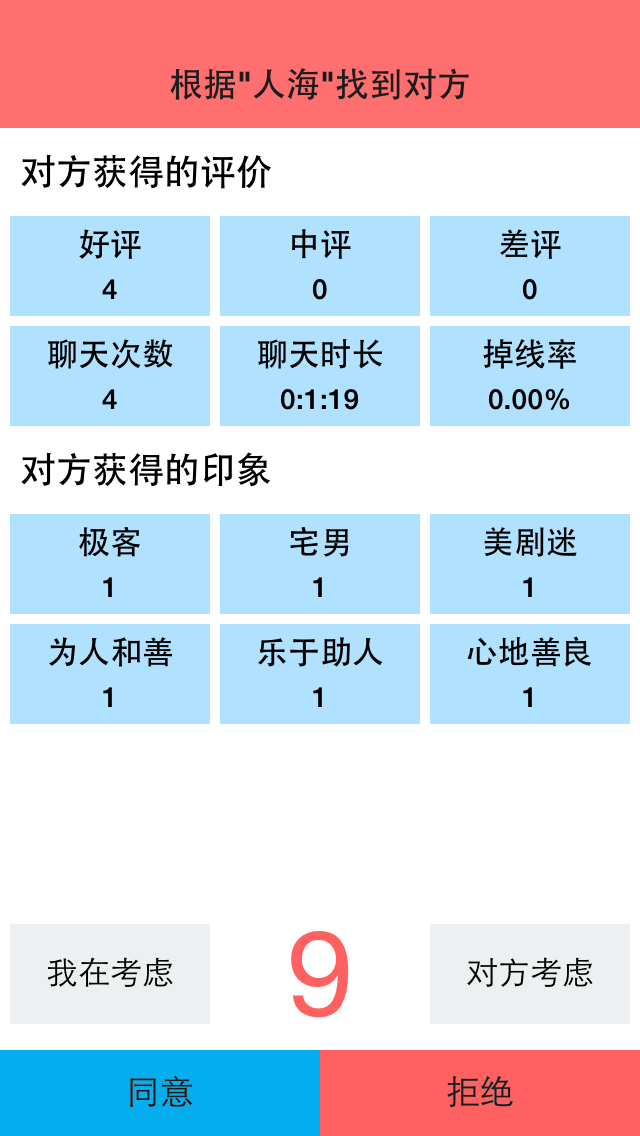 根据"人海"找到对方
对方获得的评价
好评 中评 差评
4 0 0
聊天次数 聊天时长 掉线率
4 0:1:19 0.00%
对方获得的印象
极客 宅男 美剧迷
1 1 1
为人和善 乐于助人 心地善良
1 1 1
我在考虑 9 对方考虑
同意 拒绝